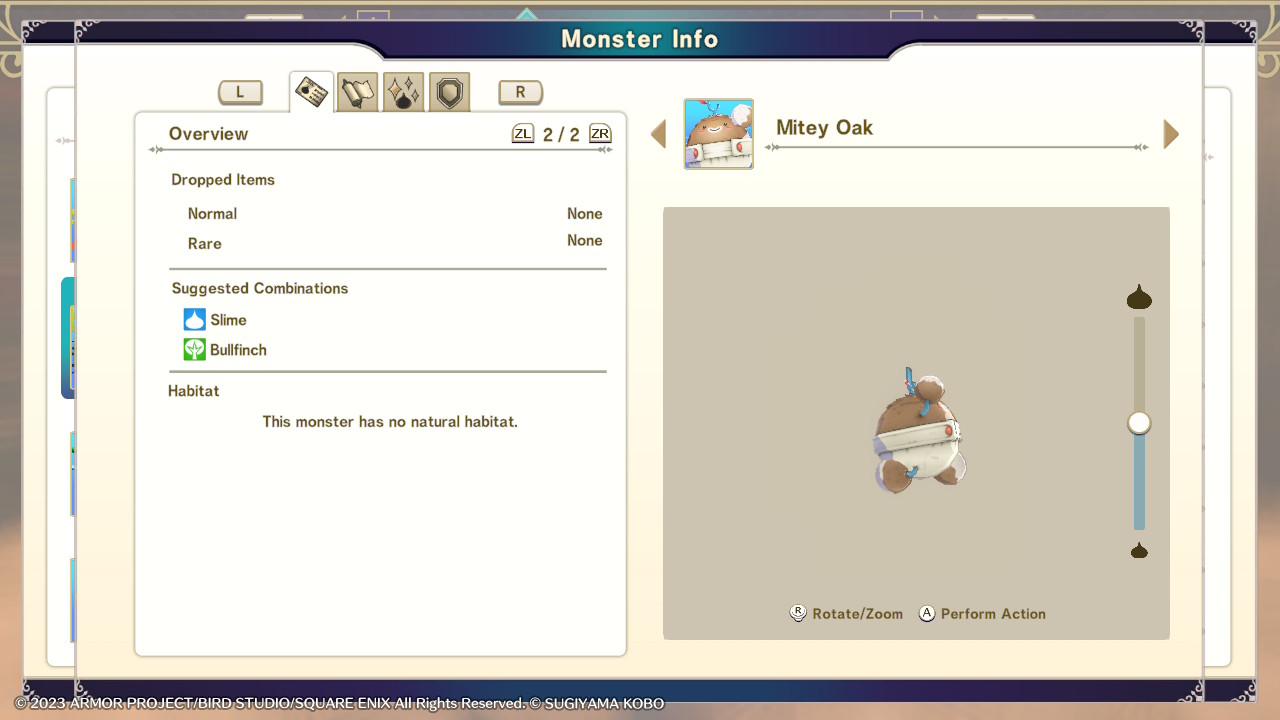 Monster Info
L
R
Overview
ZL 2 / 2 ZR
Dropped Items
Normal None
Rare None
Suggested Combinations
Slime
Bullfinch
Habitat
This monster has no natural habitat.
Mitey Oak
R Rotate/Zoom A Perform Action
© 2023 ARMOR PROJECT/BIRD STUDIO/SQUARE ENIX All Rights Reserved. © SUGIYAMA KOBO